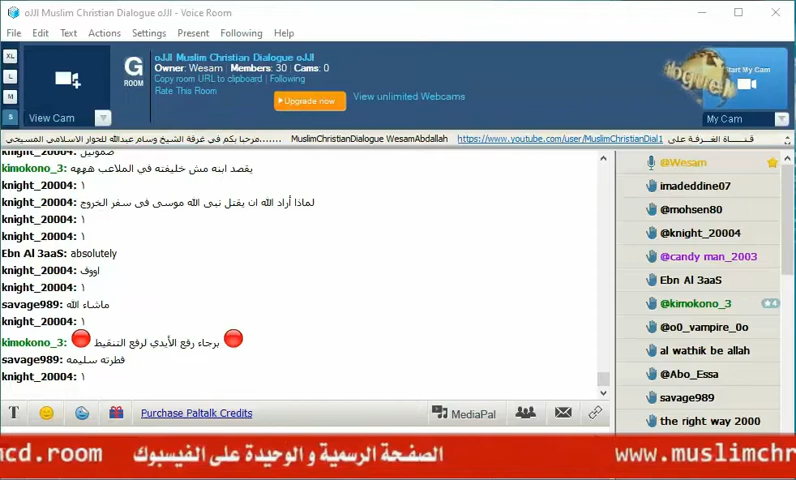 oJJI Muslim Christian Dialogue oJJI - Voice Room
File Edit Text Actions Settings Present Following Help
XL
L
M
S
View Cam
G
ROOM
oJJI Muslim Christian Dialogue oJJI
Owner: Wesam | Members: 30 | Cams: 0
Copy room URL to clipboard | Following
Rate This Room
Upgrade now
View unlimited Webcams
Start My Cam
My Cam
مرحبا بكم في غرفة الشيخ وسام عبدالله للحوار الاسلامي المسيحي.......
MuslimChristianDialogue WesamAbdallah
https://www.youtube.com/user/MuslimChristianDial1
قـنــــاة الغـرفــة على
knight_20004: صموئيل
kimokono_3: يقصد ابنه مش خليفته في الملاعب هههه
knight_20004: ١
knight_20004: لماذا أراد الله ان يقتل نبى الله موسى فى سفر الخروج
knight_20004: ١
knight_20004: ١
Ebn Al 3aaS: absolutely
knight_20004: اووف
knight_20004: ١
savage989: ماشاء الله
knight_20004: ١
kimokono_3: برجاء رفع الأيدي لرفع التنقيط
savage989: فطرته سليمه
knight_20004: ١
@Wesam
imadeddine07
@mohsen80
@knight_20004
@candy man_2003
Ebn Al 3aaS
@kimokono_3 4
@o0_vampire_0o
al wathik be allah
@Abo_Essa
savage989
the right way 2000
T
Purchase Paltalk Credits
MediaPal
mcd.room
الصفحة الرسمية و الوحيدة على الفيسبوك
www.muslimchr